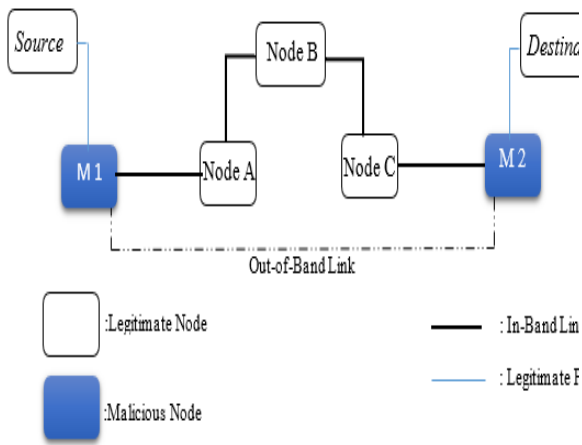 Source
Node B
Destina
M 1
Node A
Node C
M 2
Out-of-Band Link
:Legitimate Node
: In-Band Lin
:Malicious Node
: Legitimate P